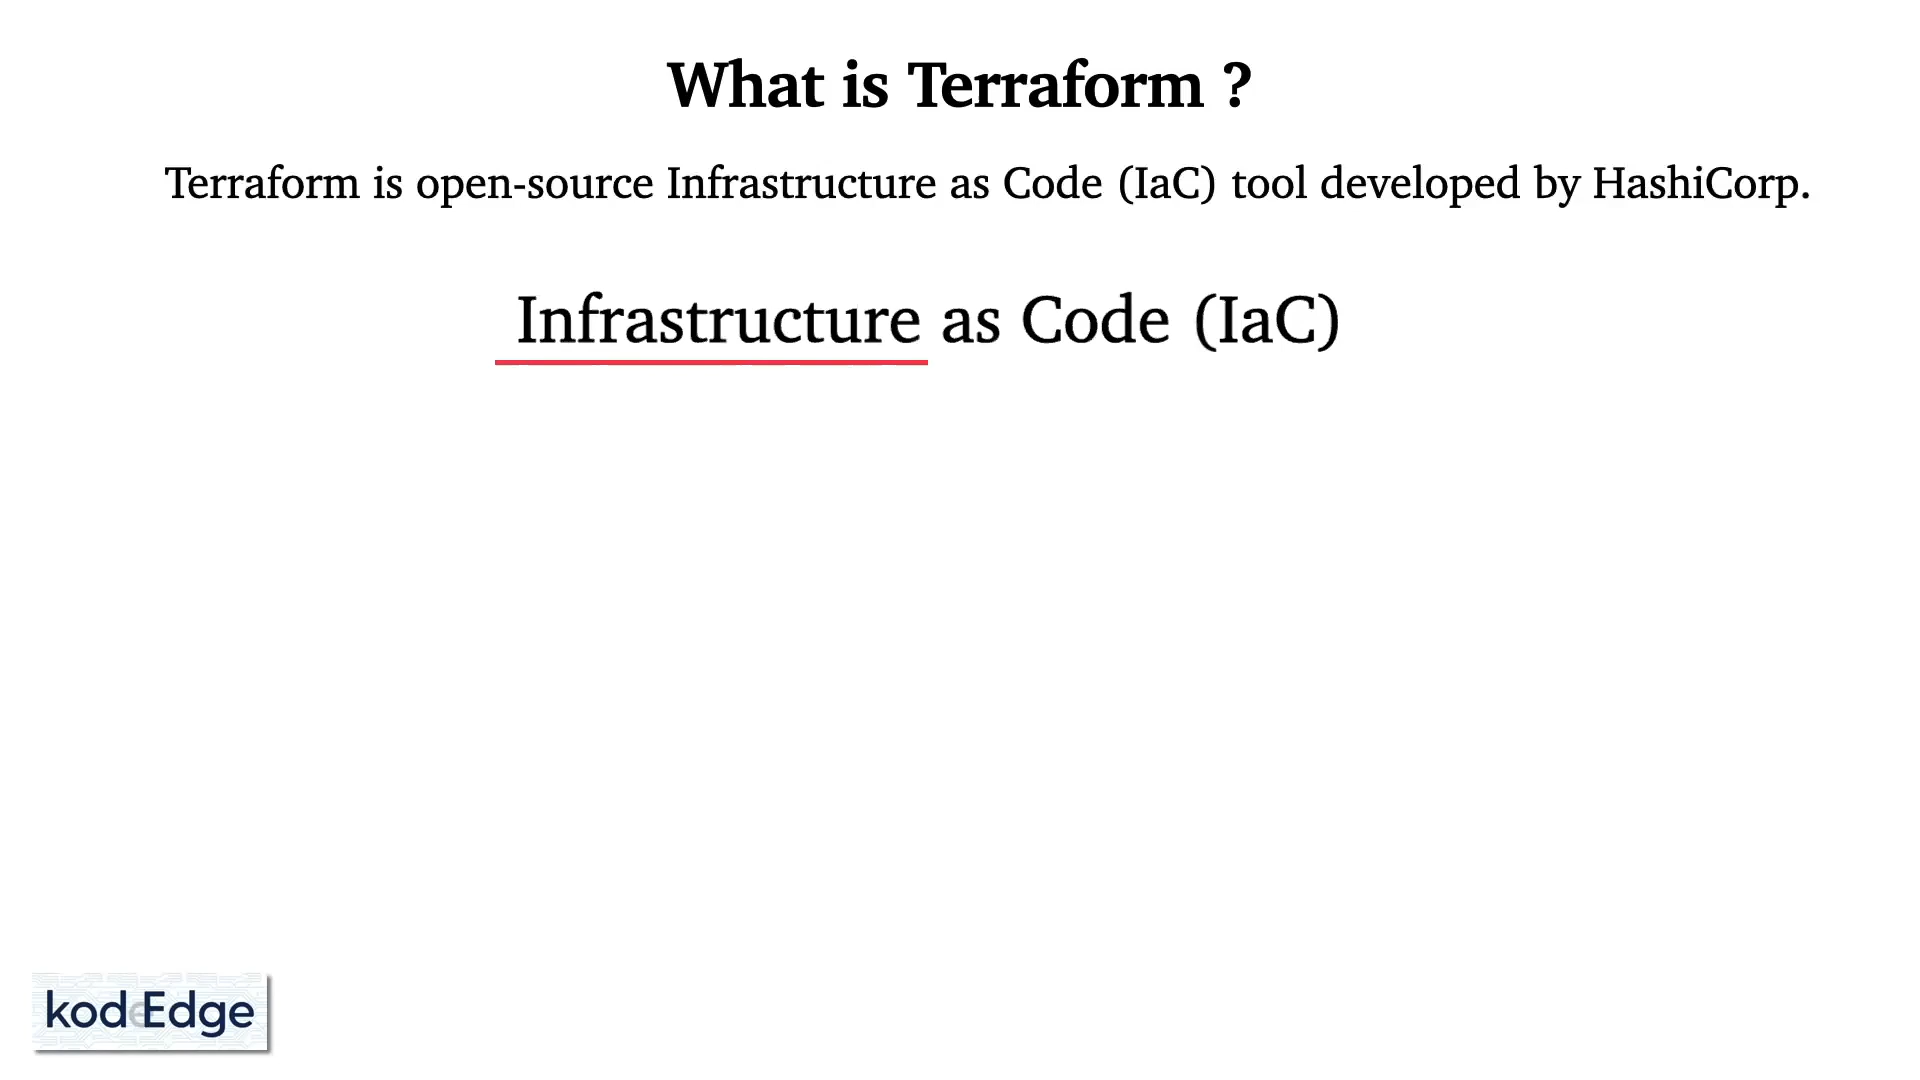 What is Terraform ?
Terraform is open-source Infrastructure as Code (IaC) tool developed by HashiCorp.
Infrastructure as Code (IaC)
kodeEdge